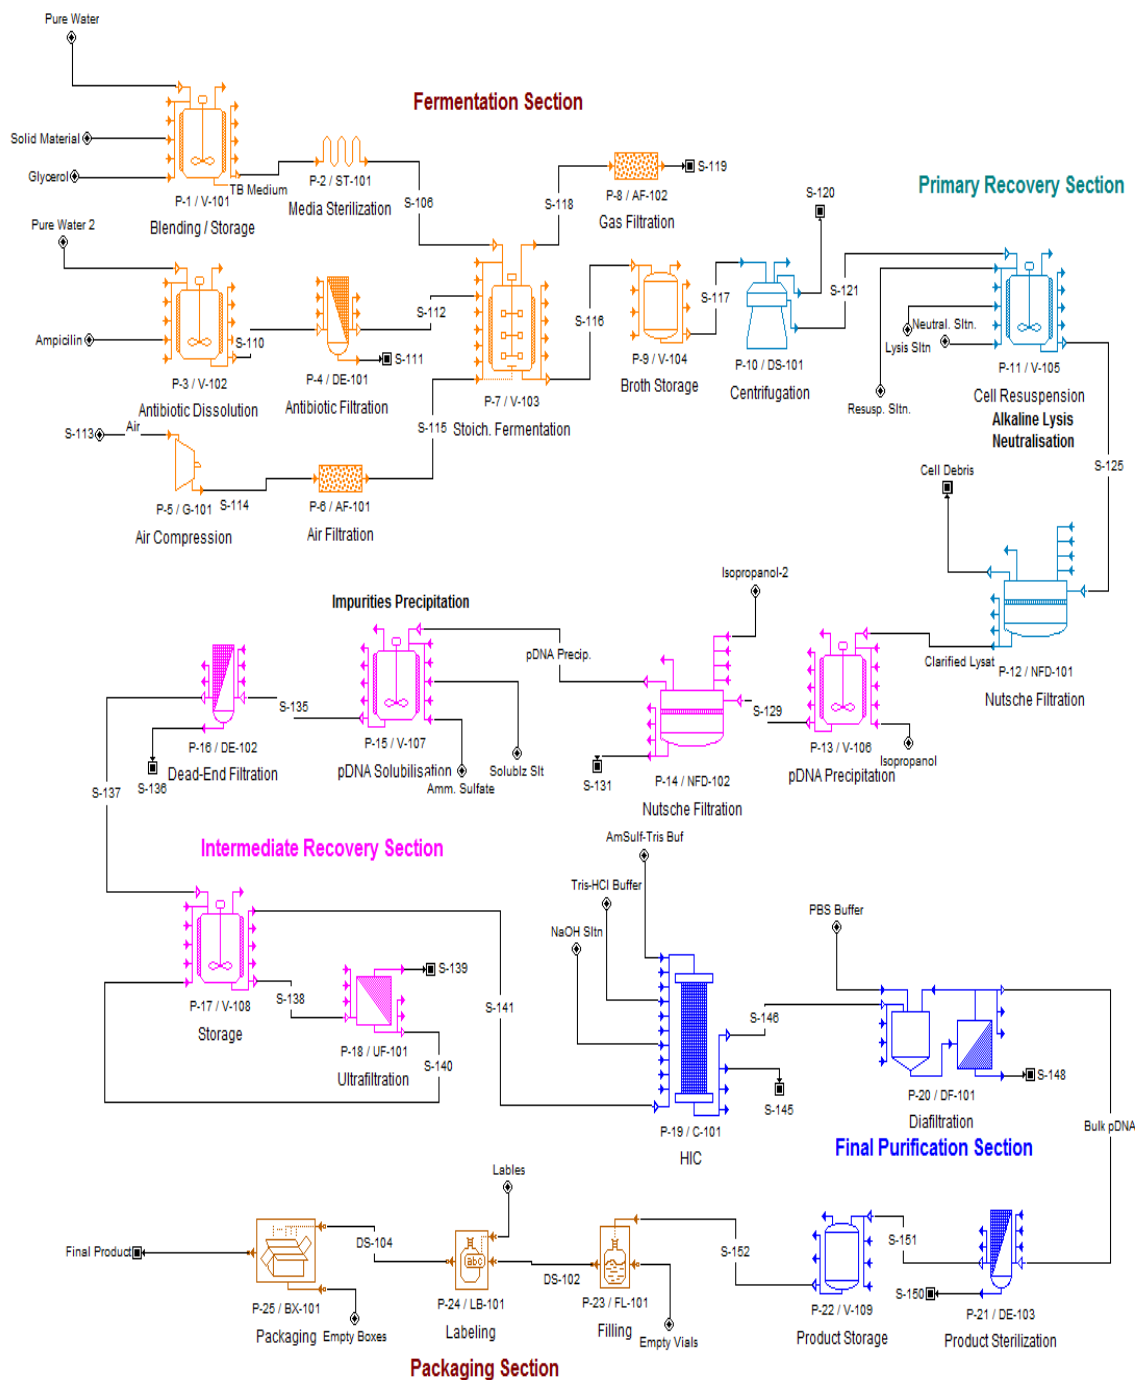 Pure Water
Fermentation Section
Solid Material
Glycerol
TB Medium
P-1 / V-101
Blending / Storage
P-2 / ST-101
Media Sterilization
S-106
S-118
P-8 / AF-102
Gas Filtration
S-119
Primary Recovery Section
S-120
Pure Water 2
Ampicilin
S-110
P-3 / V-102
Antibiotic Dissolution
P-4 / DE-101
Antibiotic Filtration
S-111
S-112
P-7 / V-103
Stoich. Fermentation
S-116
P-9 / V-104
Broth Storage
S-117
P-10 / DS-101
Centrifugation
S-121
Neutral. Sltn.
Lysis Sltn
Resusp. Sltn.
P-11 / V-105
Cell Resuspension
Alkaline Lysis
Neutralisation
S-113
Air
S-114
P-5 / G-101
Air Compression
P-6 / AF-101
Air Filtration
S-115
S-125
Cell Debris
Isopropanol-2
Impurities Precipitation
pDNA Precip.
Clarified Lysat
P-12 / NFD-101
Nutsche Filtration
S-135
P-16 / DE-102
Dead-End Filtration
S-136
S-137
P-15 / V-107
pDNA Solubilisation
Amm. Sulfate
Solublz Slt
S-131
P-14 / NFD-102
Nutsche Filtration
S-129
P-13 / V-106
pDNA Precipitation
Isopropanol
Intermediate Recovery Section
AmSulf-Tris Buf
Tris-HCl Buffer
NaOH Sltn
PBS Buffer
S-139
S-138
P-17 / V-108
Storage
P-18 / UF-101
Ultrafiltration
S-140
S-141
S-146
S-145
P-19 / C-101
HIC
S-148
P-20 / DF-101
Diafiltration
Bulk pDNA
Final Purification Section
Lables
Final Product
DS-104
P-25 / BX-101
Packaging
Empty Boxes
P-24 / LB-101
Labeling
abc
DS-102
P-23 / FL-101
Filling
Empty Vials
S-152
P-22 / V-109
Product Storage
S-151
S-150
P-21 / DE-103
Product Sterilization
Packaging Section